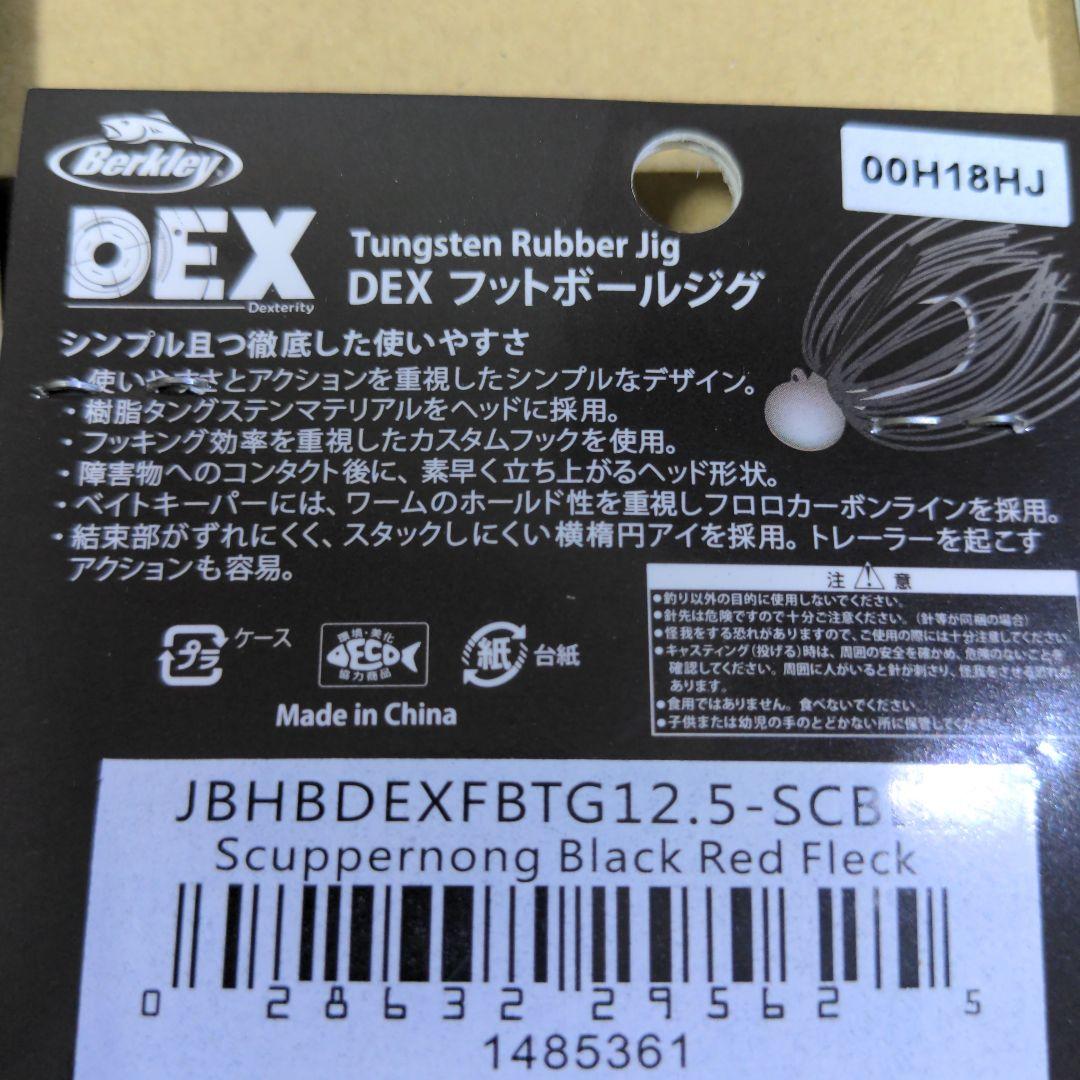 Berkley
00H18HJ
DEX
Dexterity
Tungsten Rubber Jig
DEX フットボールジグ
シンプル且つ徹底した使いやすさ
・使いやすさとアクションを重視したシンプルなデザイン。
・樹脂タングステンマテリアルをヘッドに採用。
・フッキング効率を重視したカスタムフックを使用。
・障害物へのコンタクト後に、素早く立ち上がるヘッド形状。
・ベイトキーパーには、ワームのホールド性を重視しフロロカーボンラインを採用。
・結束部がずれにくく、スタックしにくい横楕円アイを採用。トレーラーを起こす
アクションも容易。
注 意
●釣り以外の目的に使用しないでください。
●針先は危険ですので十分ご注意ください。(針等が同梱の場合)
●怪我をする恐れがありますので、ご使用の際には十分注意してください。
●キャスティング(投げる)時は、周囲の安全を確かめ、危険のないことを
確認してください。周囲に人がいると針が刺さり、怪我をさせる恐れが
あります。
●食用ではありません。食べないでください。
●子供または幼児の手のとどかない所に保管してください
プラ ケース
環境・美化
DECO
協力商品
紙 台紙
Made in China
JBHBDEXFBTG12.5-SCB
Scuppernong Black Red Fleck
0 28632 29562 5
1485361